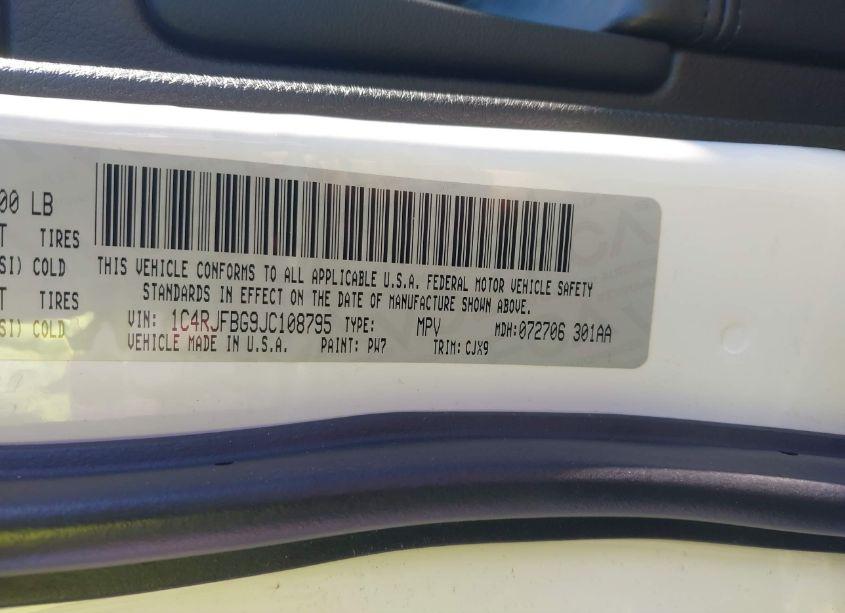 00 LB
T TIRES
SI) COLD
T TIRES
SI) COLD
THIS VEHICLE CONFORMS TO ALL APPLICABLE U.S.A. FEDERAL MOTOR VEHICLE SAFETY
STANDARDS IN EFFECT ON THE DATE OF MANUFACTURE SHOWN ABOVE.
VIN: 1C4RJFBG9JC108795 TYPE: MPV MDH:072706 301AA
VEHICLE MADE IN U.S.A. PAINT: PW7 TRIM: CJX9